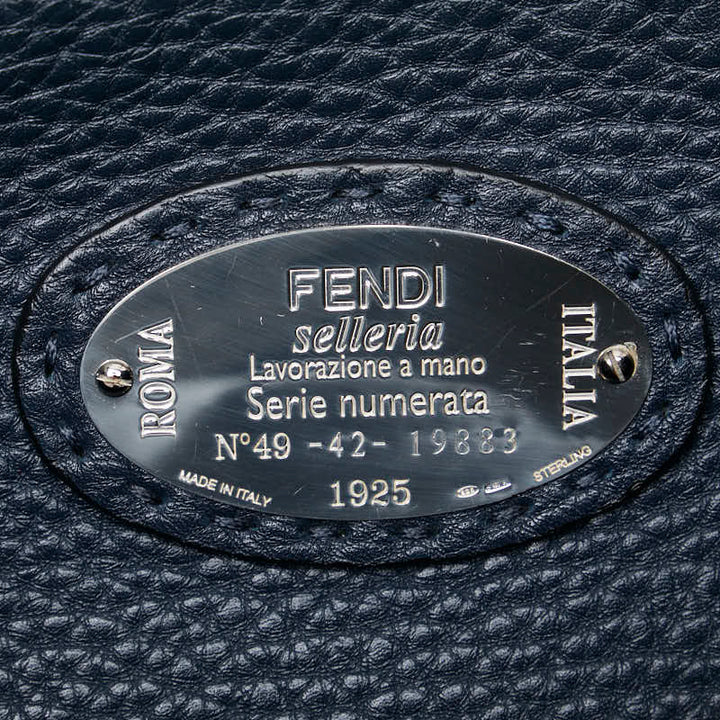 FENDI
selleria
Lavorazione a mano
Serie numerata
N°49 -42- 19883
1925
ROMA
ITALIA
MADE IN ITALY
STERLING